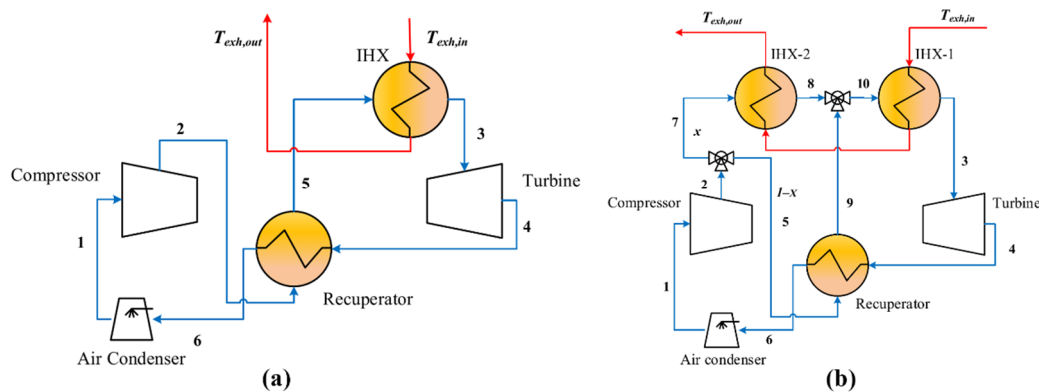 T_exh,out
T_exh,in
IHX
2
3
Compressor
Turbine
5
4
1
Recuperator
6
Air Condenser
(a)
T_exh,out
T_exh,in
IHX-2
IHX-1
8
10
7
x
3
2
1-x
Compressor
5
9
Turbine
4
1
Recuperator
6
Air condenser
(b)